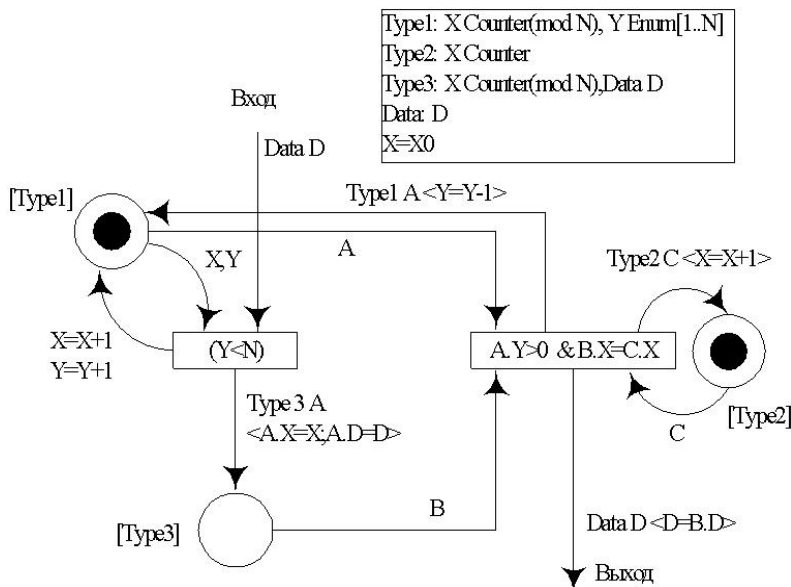 Type1: X Counter(mod N), Y Enum[1..N]
Type2: X Counter
Type3: X Counter(mod N),Data D
Data: D
X=X0
Вход
Data D
[Type1]
Type1 A <Y=Y-1>
A
X,Y
Type2 C <X=X+1>
X=X+1
Y=Y+1
(Y<N)
A.Y>0 & B.X=C.X
C
[Type2]
Type 3 A
<A.X=X;A.D=D>
B
[Type3]
Data D <D=B.D>
Выход